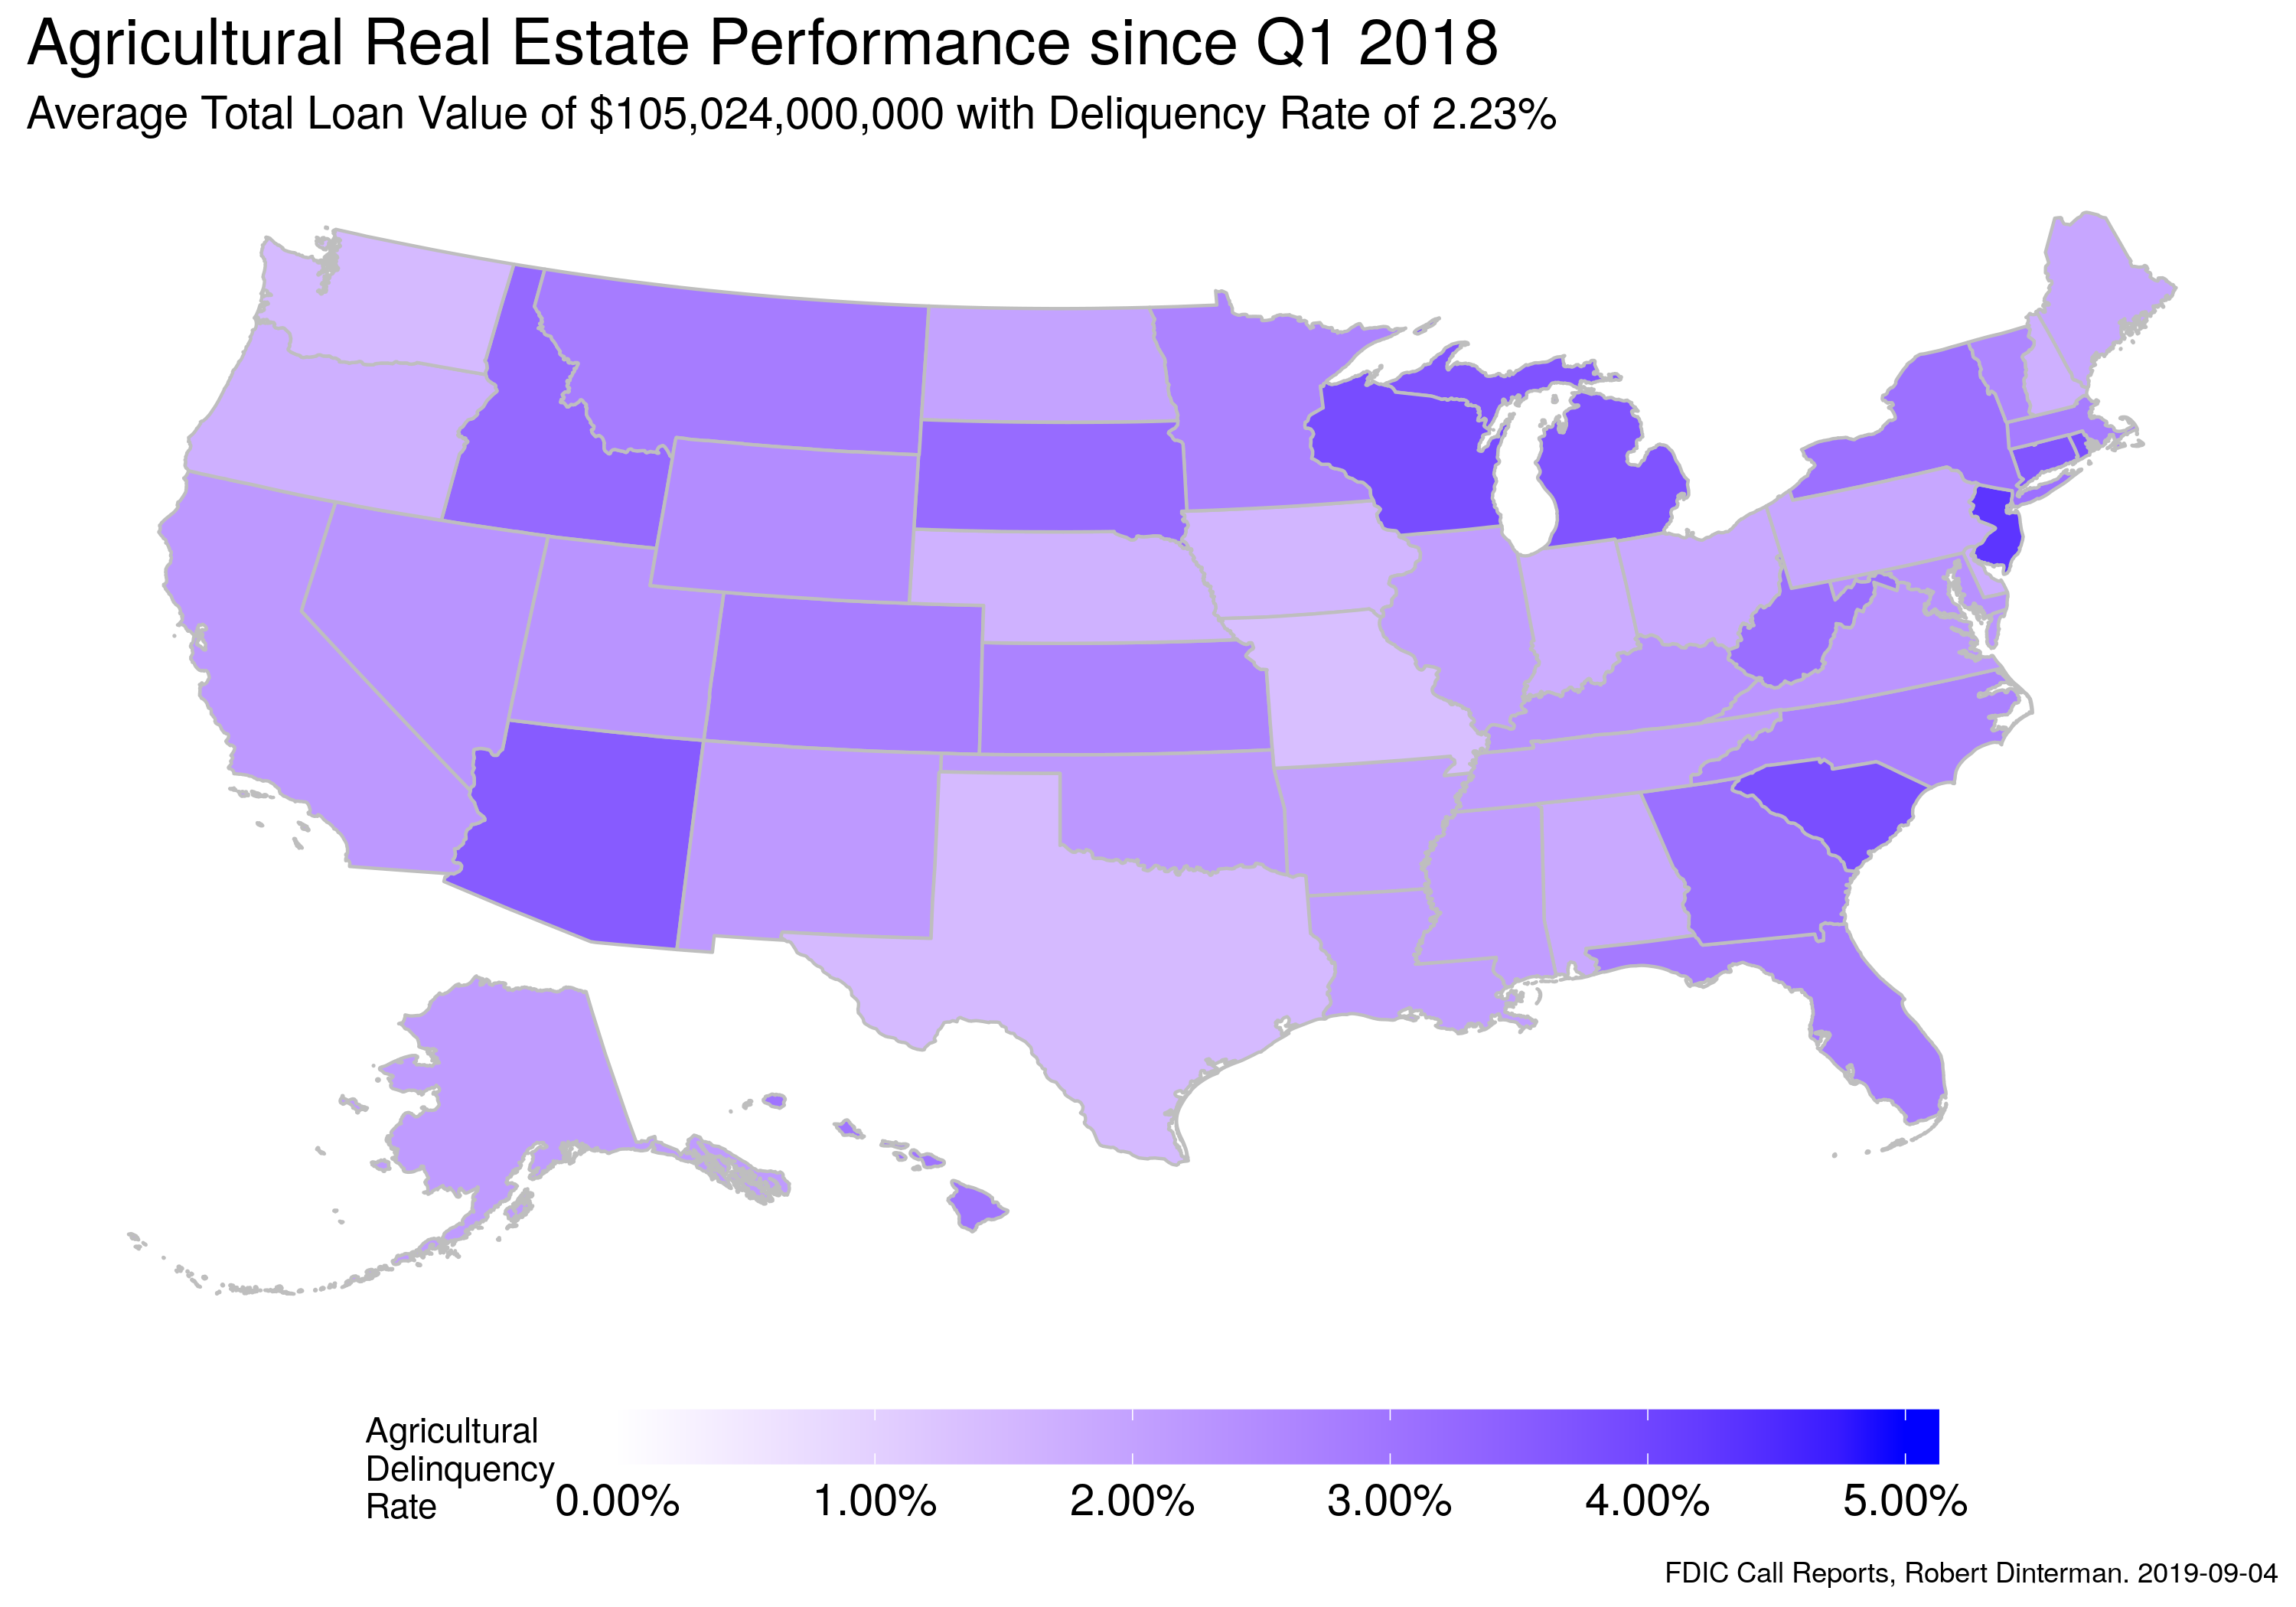 Agricultural Real Estate Performance since Q1 2018
Average Total Loan Value of $105,024,000,000 with Deliquency Rate of 2.23%
Agricultural
Delinquency
Rate
0.00% 1.00% 2.00% 3.00% 4.00% 5.00%
FDIC Call Reports, Robert Dinterman. 2019-09-04